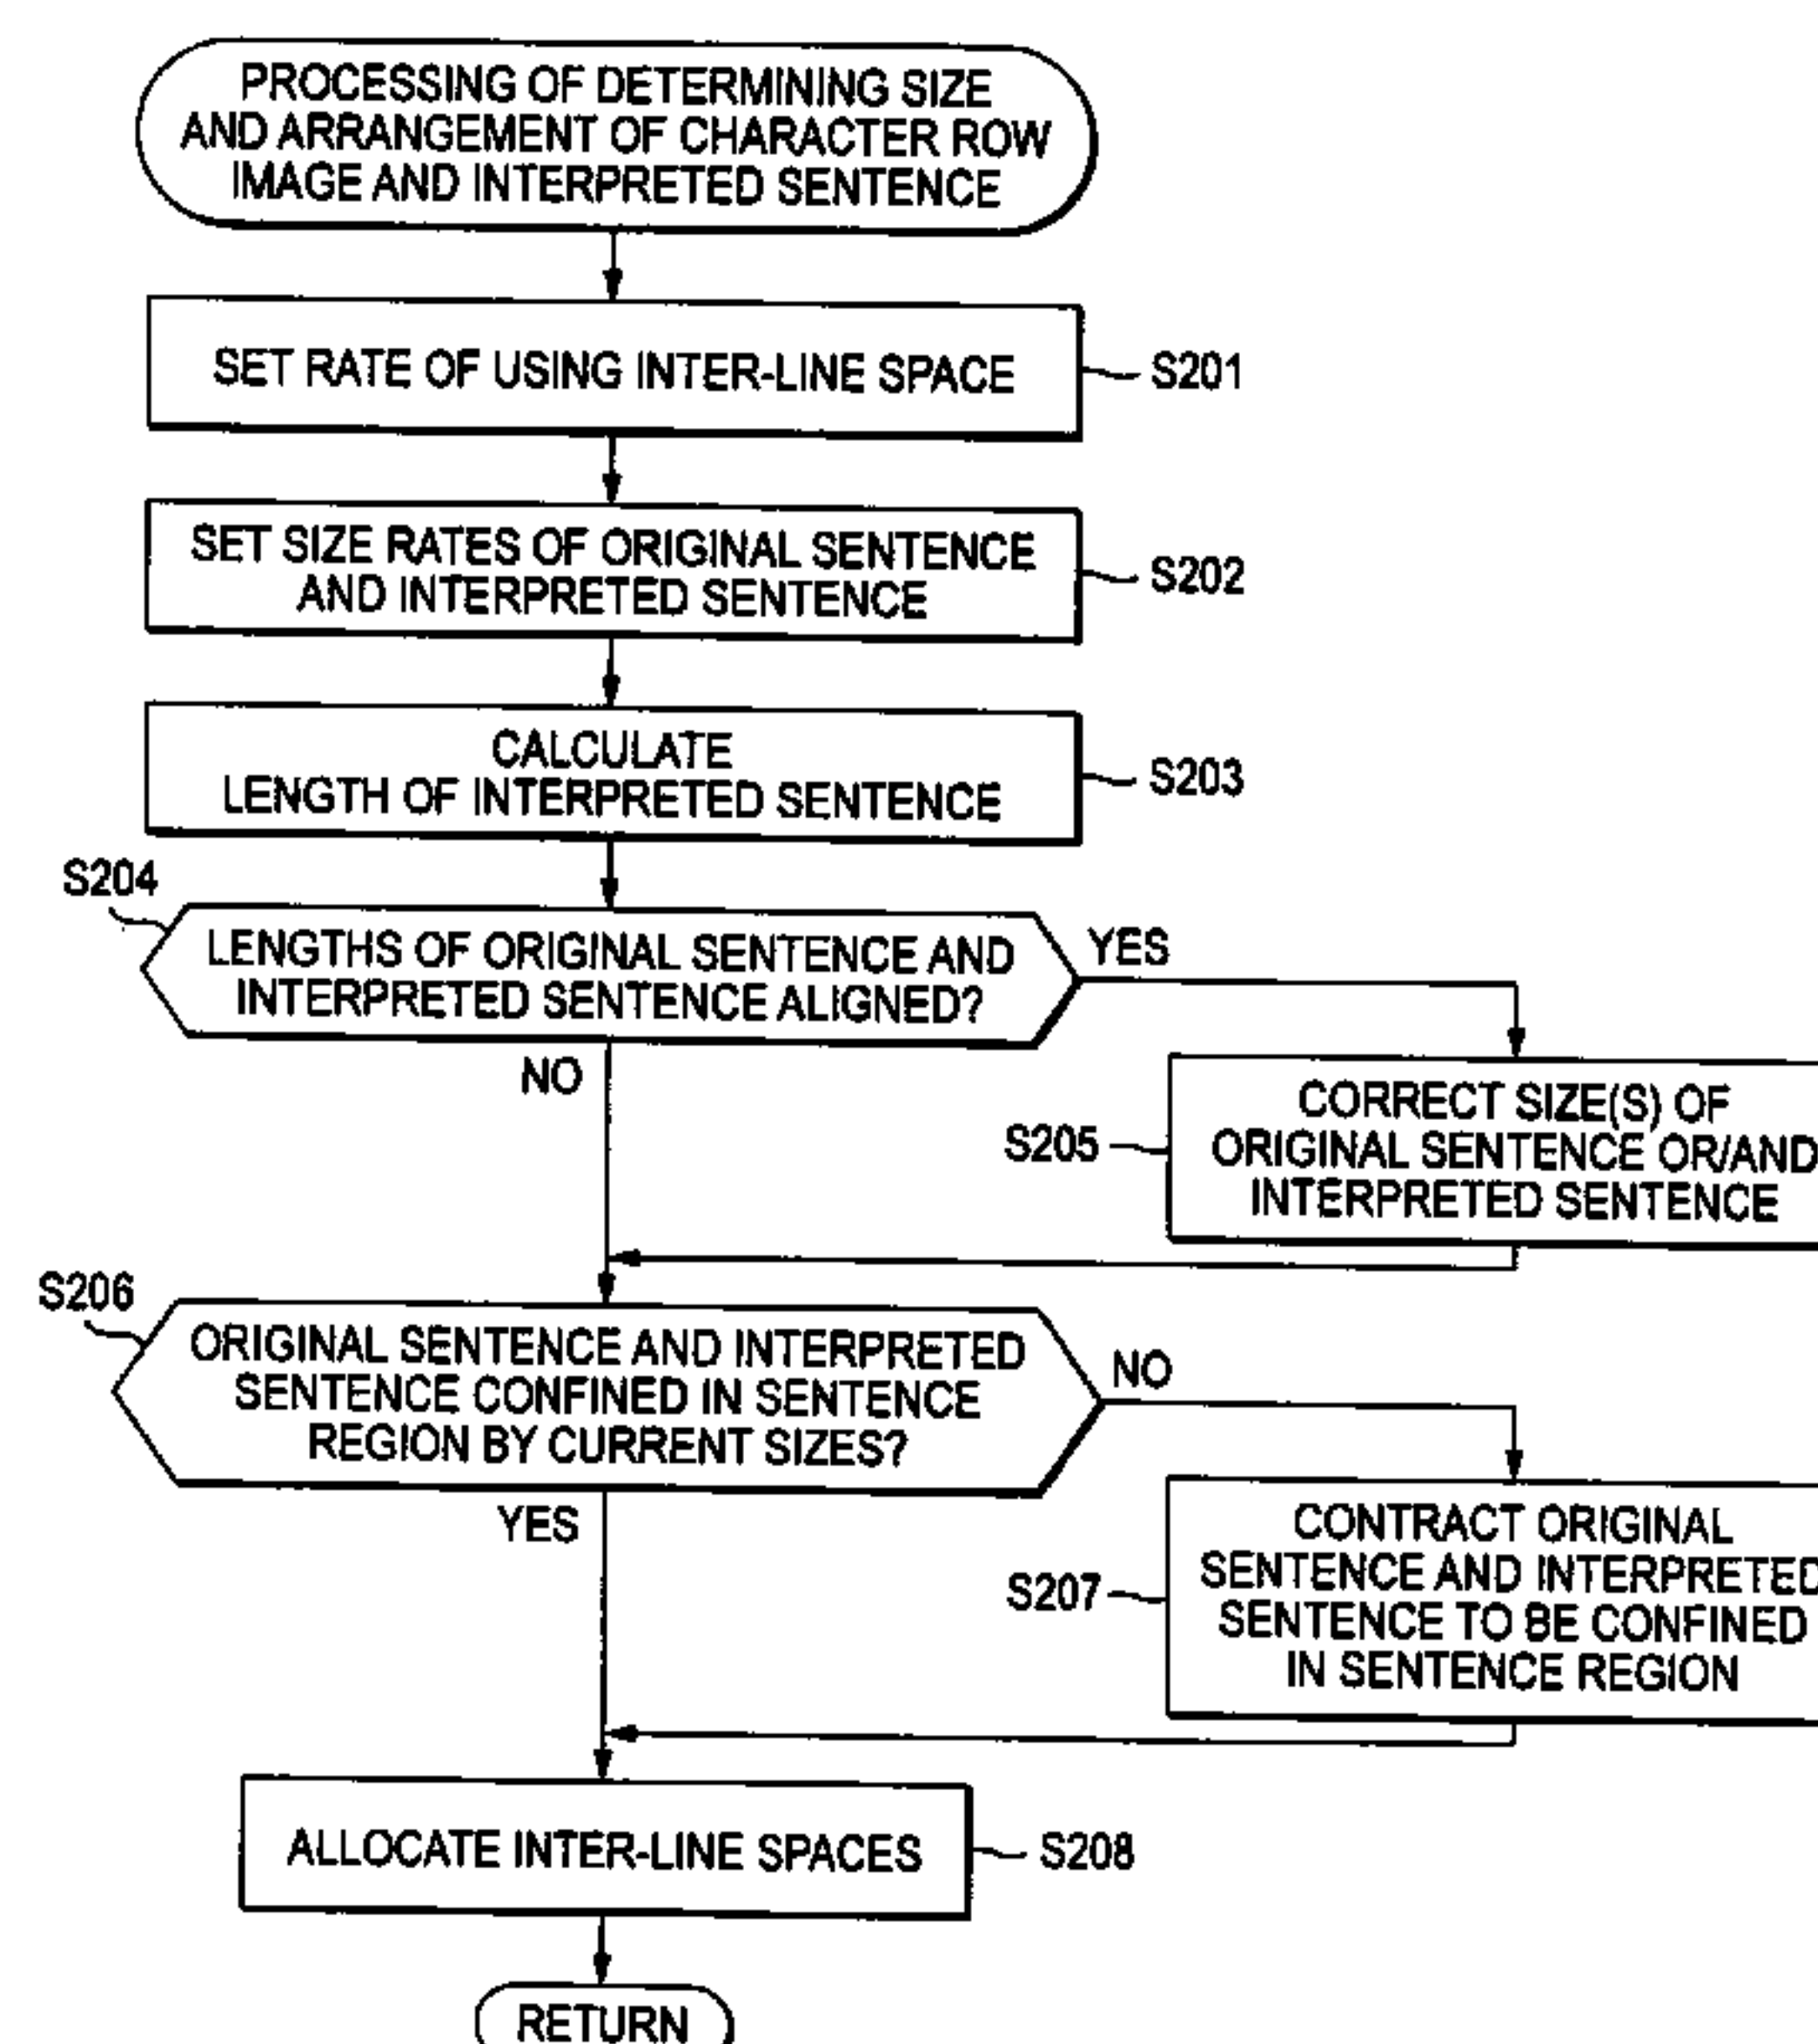 PROCESSING OF DETERMINING SIZE
AND ARRANGEMENT OF CHARACTER ROW
IMAGE AND INTERPRETED SENTENCE
SET RATE OF USING INTER-LINE SPACE
S201
SET SIZE RATES OF ORIGINAL SENTENCE
AND INTERPRETED SENTENCE
S202
CALCULATE
LENGTH OF INTERPRETED SENTENCE
S203
S204
LENGTHS OF ORIGINAL SENTENCE AND
INTERPRETED SENTENCE ALIGNED?
YES
NO
S205
CORRECT SIZE(S) OF
ORIGINAL SENTENCE OR/AND
INTERPRETED SENTENCE
S206
ORIGINAL SENTENCE AND INTERPRETED
SENTENCE CONFINED IN SENTENCE
REGION BY CURRENT SIZES?
NO
YES
S207
CONTRACT ORIGINAL
SENTENCE AND INTERPRETED
SENTENCE TO BE CONFINED
IN SENTENCE REGION
ALLOCATE INTER-LINE SPACES
S208
RETURN